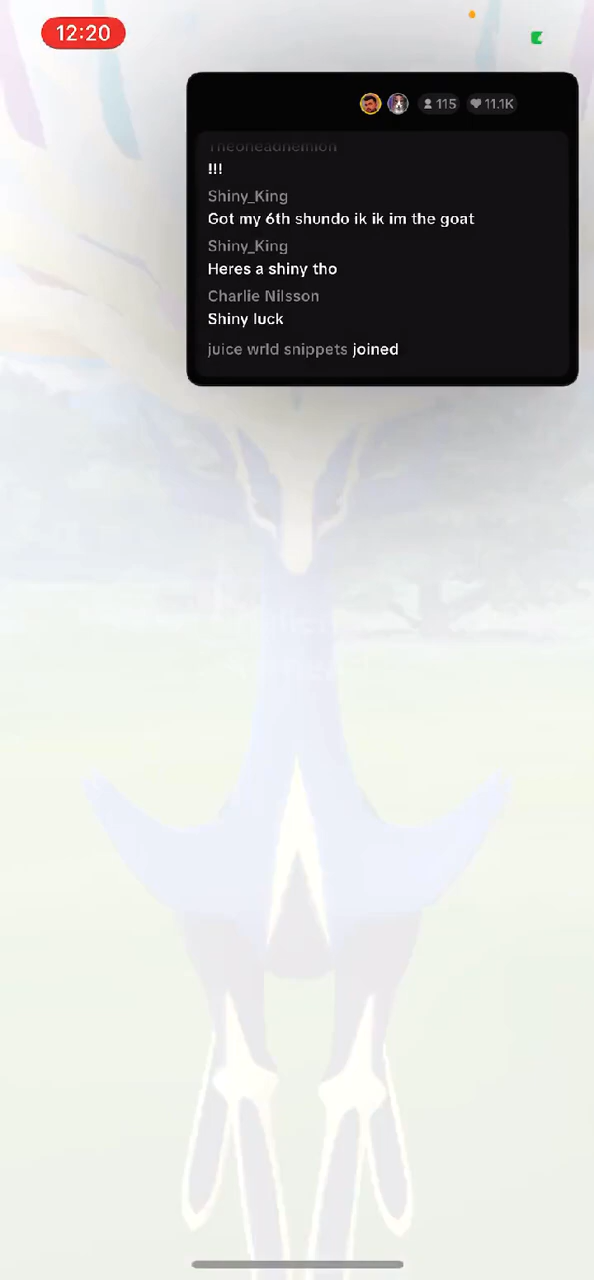 12:20
115 11.1K
Theoneadnemon
!!!
Shiny_King
Got my 6th shundo ik ik im the goat
Shiny_King
Heres a shiny tho
Charlie Nilsson
Shiny luck
juice wrld snippets joined